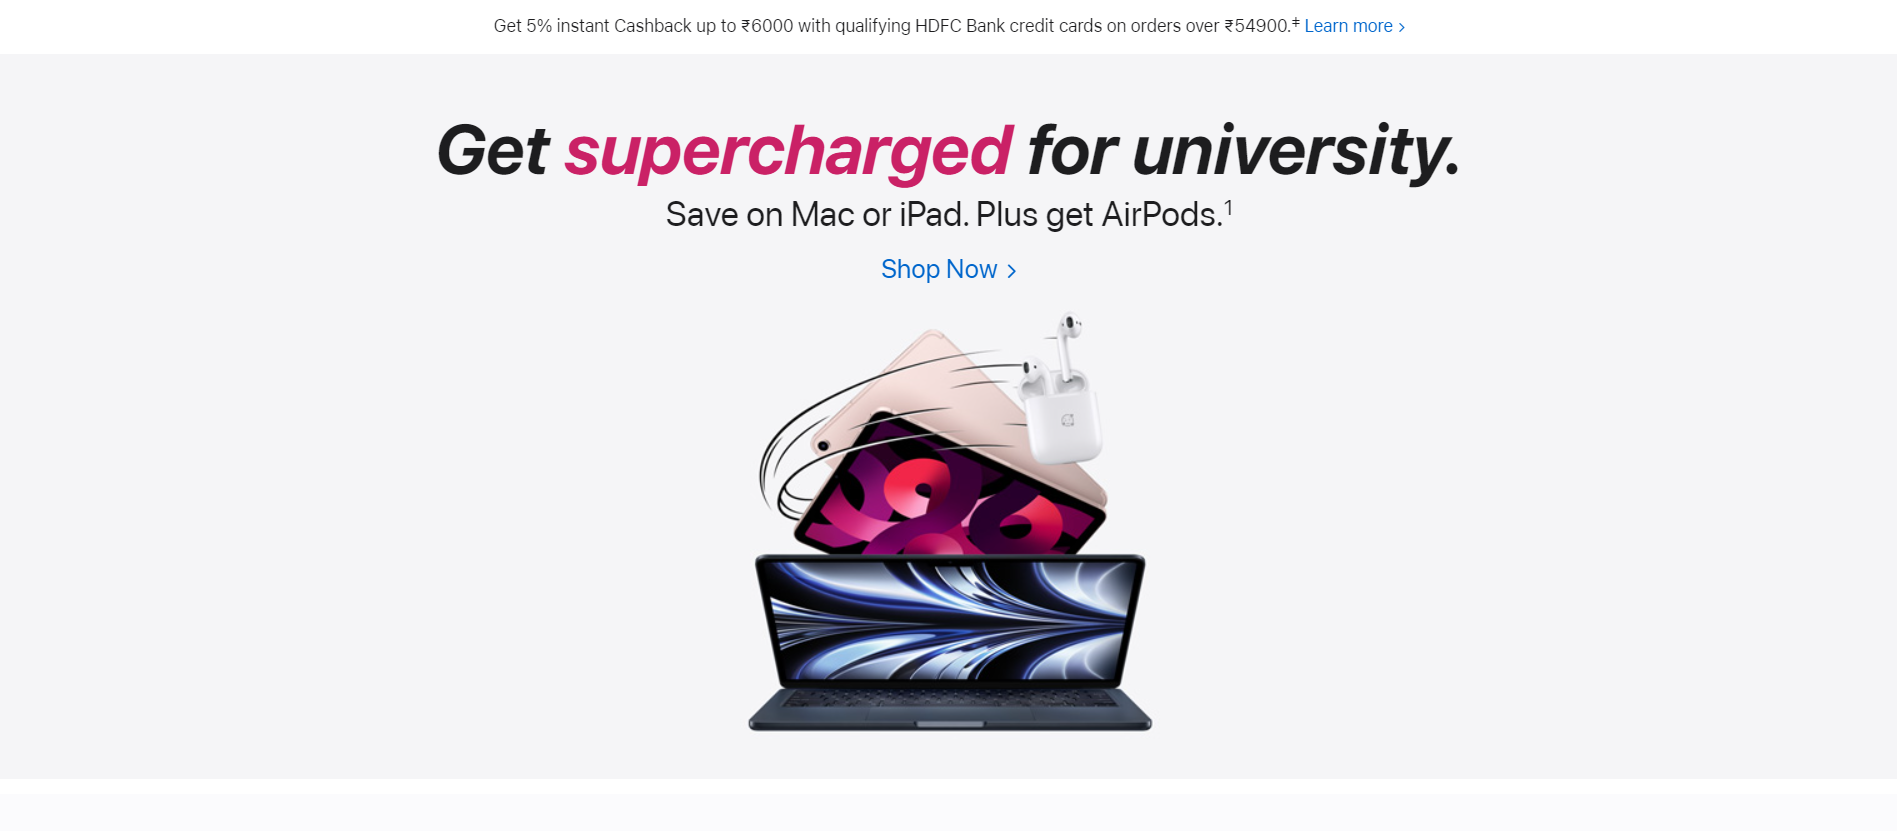 Get 5% instant Cashback up to ₹6000 with qualifying HDFC Bank credit cards on orders over ₹54900.‡ Learn more >
Get supercharged for university.
Save on Mac or iPad. Plus get AirPods.¹
Shop Now >